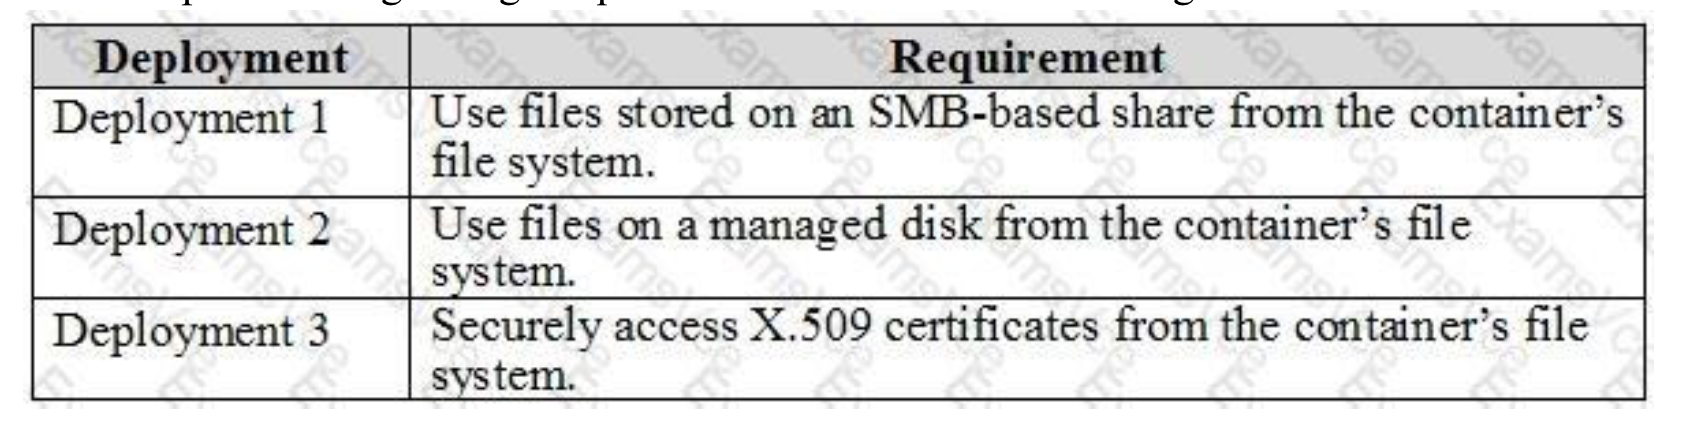 Deployment Requirement
Deployment 1 Use files stored on an SMB-based share from the container's
file system.
Deployment 2 Use files on a managed disk from the container's file
system.
Deployment 3 Securely access X.509 certificates from the container's file
system.